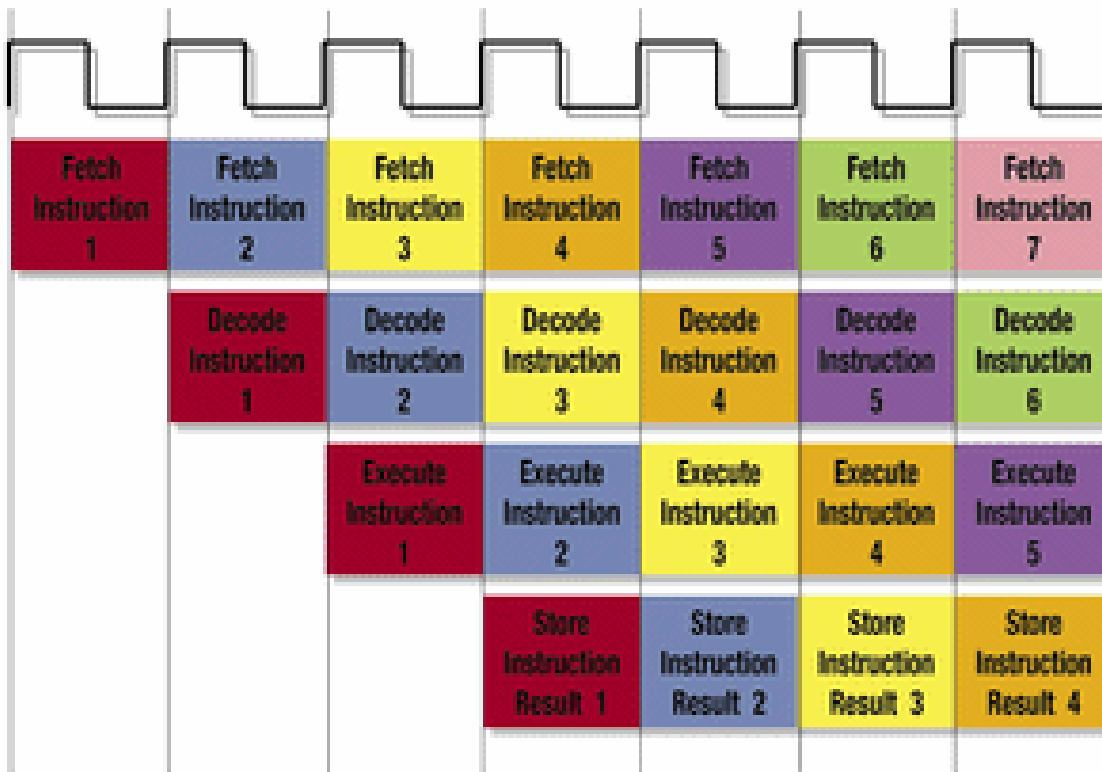 Fetch
Instruction
1
Fetch
Instruction
2
Fetch
Instruction
3
Fetch
Instruction
4
Fetch
Instruction
5
Fetch
Instruction
6
Fetch
Instruction
7
Decode
Instruction
1
Decode
Instruction
2
Decode
Instruction
3
Decode
Instruction
4
Decode
Instruction
5
Decode
Instruction
6
Execute
Instruction
1
Execute
Instruction
2
Execute
Instruction
3
Execute
Instruction
4
Execute
Instruction
5
Store
Instruction
Result 1
Store
Instruction
Result 2
Store
Instruction
Result 3
Store
Instruction
Result 4